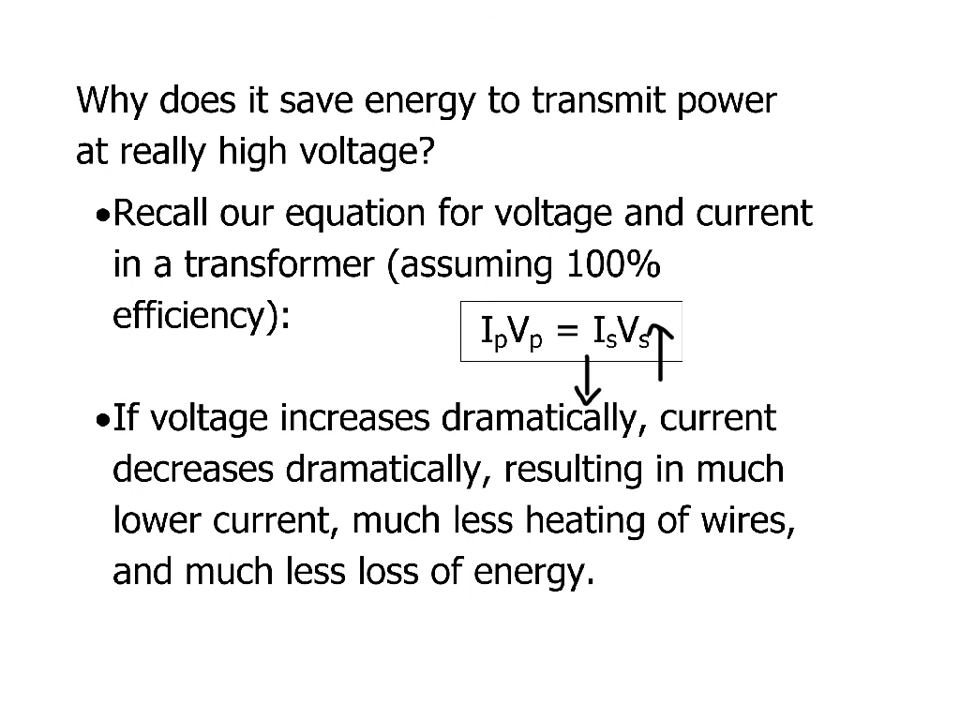 Why does it save energy to transmit power
at really high voltage?
•Recall our equation for voltage and current
in a transformer (assuming 100%
efficiency):
IₚVₚ = IₛVₛ
•If voltage increases dramatically, current
decreases dramatically, resulting in much
lower current, much less heating of wires,
and much less loss of energy.